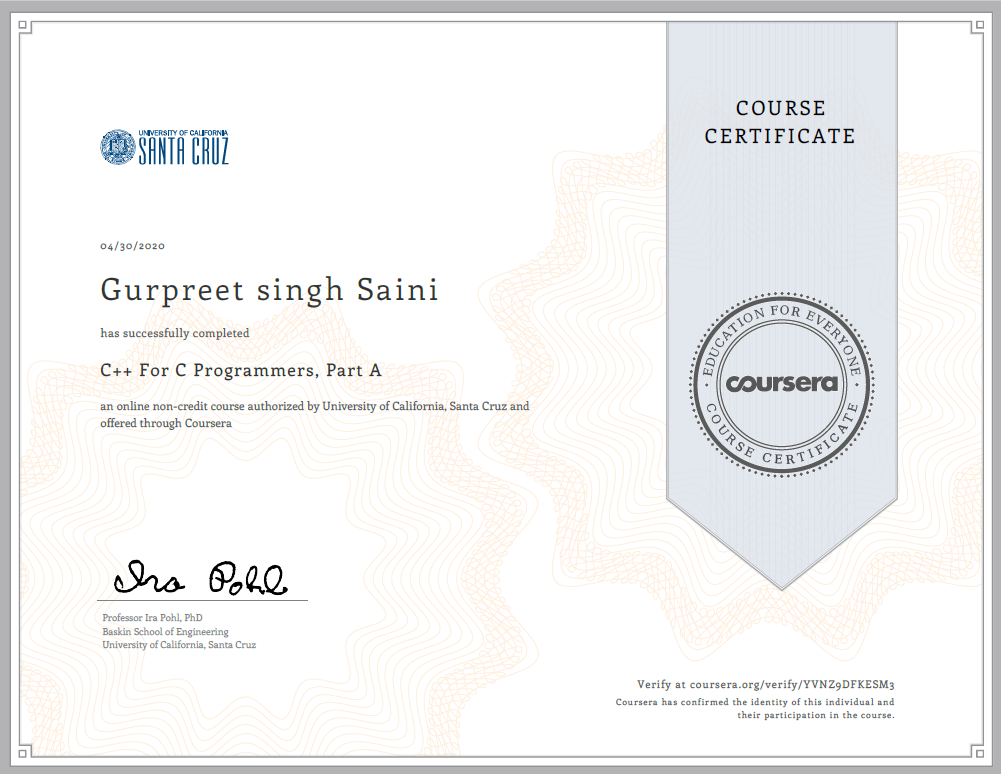 UNIVERSITY OF CALIFORNIA
SANTA CRUZ
COURSE
CERTIFICATE
04/30/2020
Gurpreet singh Saini
has successfully completed
C++ For C Programmers, Part A
an online non-credit course authorized by University of California, Santa Cruz and
offered through Coursera
EDUCATION FOR EVERYONE
coursera
COURSE CERTIFICATE
Ira Pohl
Professor Ira Pohl, PhD
Baskin School of Engineering
University of California, Santa Cruz
Verify at coursera.org/verify/YVNZ9DFKESM3
Coursera has confirmed the identity of this individual and
their participation in the course.